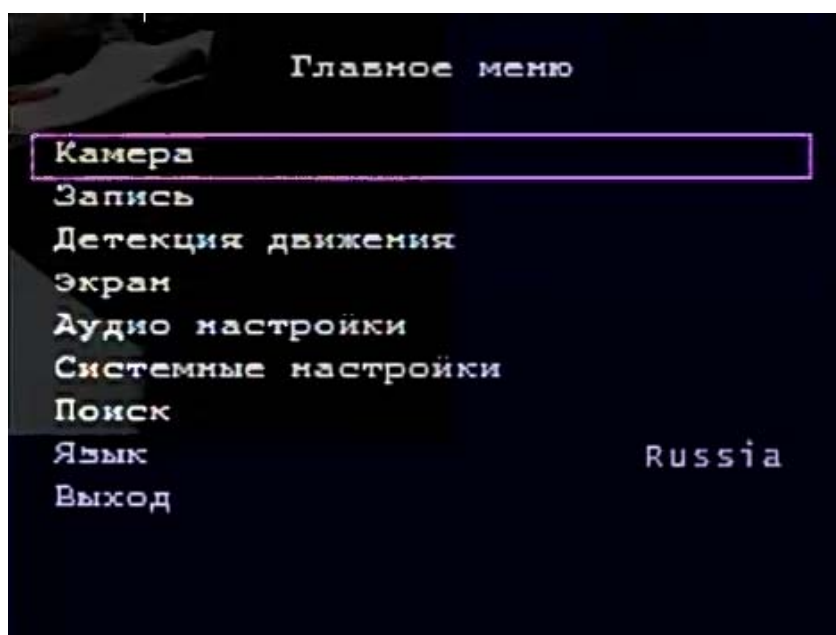 Главное меню
Камера
Запись
Детекция движения
Экран
Аудио настройки
Системные настройки
Поиск
Язык Russia
Выход